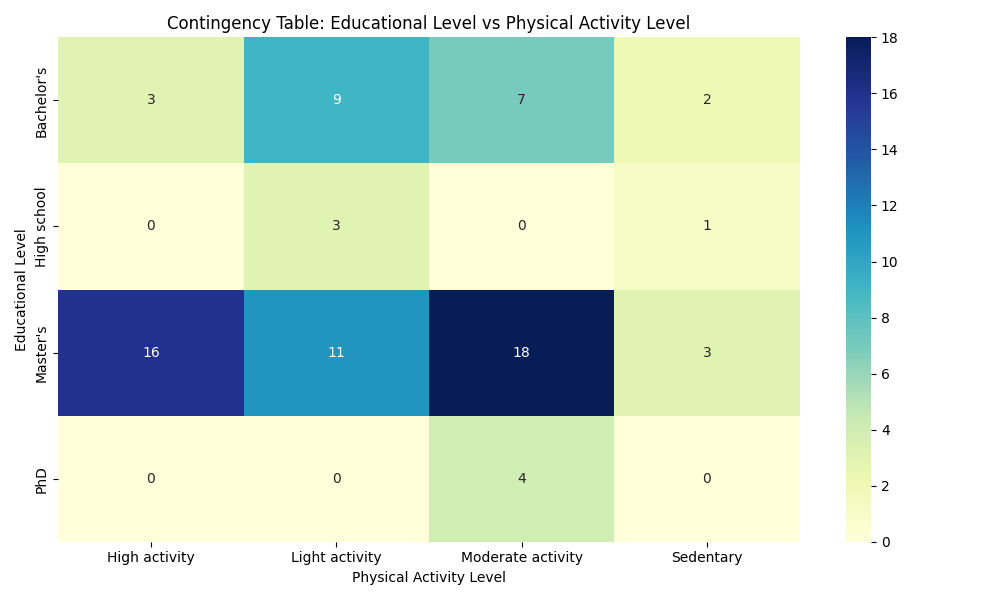 Contingency Table: Educational Level vs Physical Activity Level
Educational Level
Bachelor's
3 9 7 2
High school
0 3 0 1
Master's
16 11 18 3
PhD
0 0 4 0
High activity Light activity Moderate activity Sedentary
Physical Activity Level
18
16
14
12
10
8
6
4
2
0